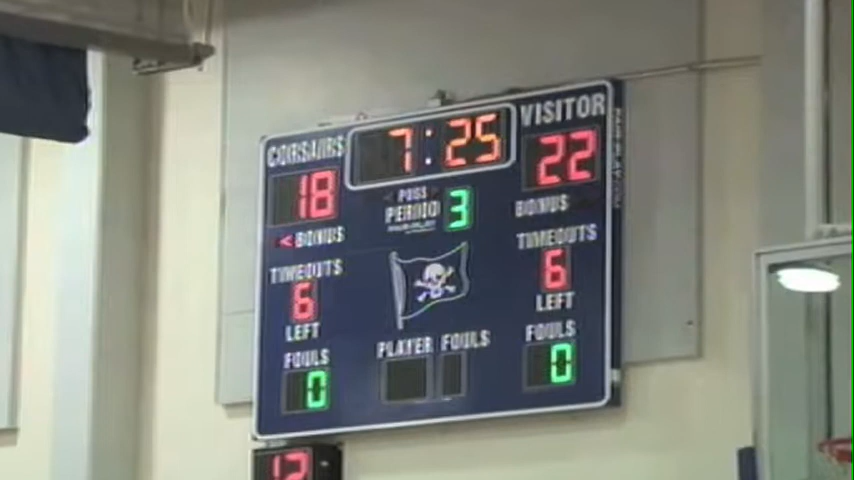 CORSAIRS 7:25 VISITOR
18 22
POSS
PERIOD 3
< BONUS BONUS
TIMEOUTS TIMEOUTS
6 6
LEFT LEFT
FOULS PLAYER FOULS FOULS
0 0
12